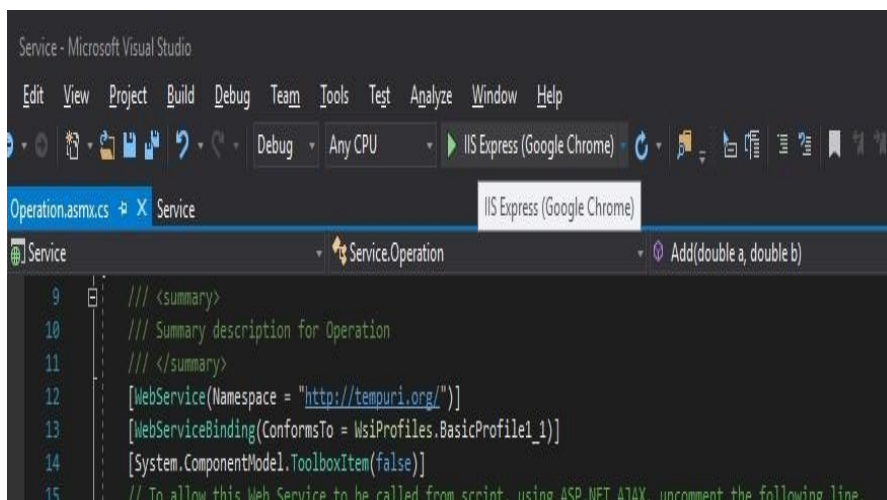 Service - Microsoft Visual Studio
Edit View Project Build Debug Team Tools Test Analyze Window Help
Debug Any CPU IIS Express (Google Chrome)
Operation.asmx.cs Service IIS Express (Google Chrome)
Service Service.Operation Add(double a, double b)
9 /// <summary>
10 /// Summary description for Operation
11 /// </summary>
12 [WebService(Namespace = "http://tempuri.org/")]
13 [WebServiceBinding(ConformsTo = WsiProfiles.BasicProfile1_1)]
14 [System.ComponentModel.ToolboxItem(false)]
15 // To allow this Web Service to be called from script, using ASP.NET AJAX, uncomment the following line.